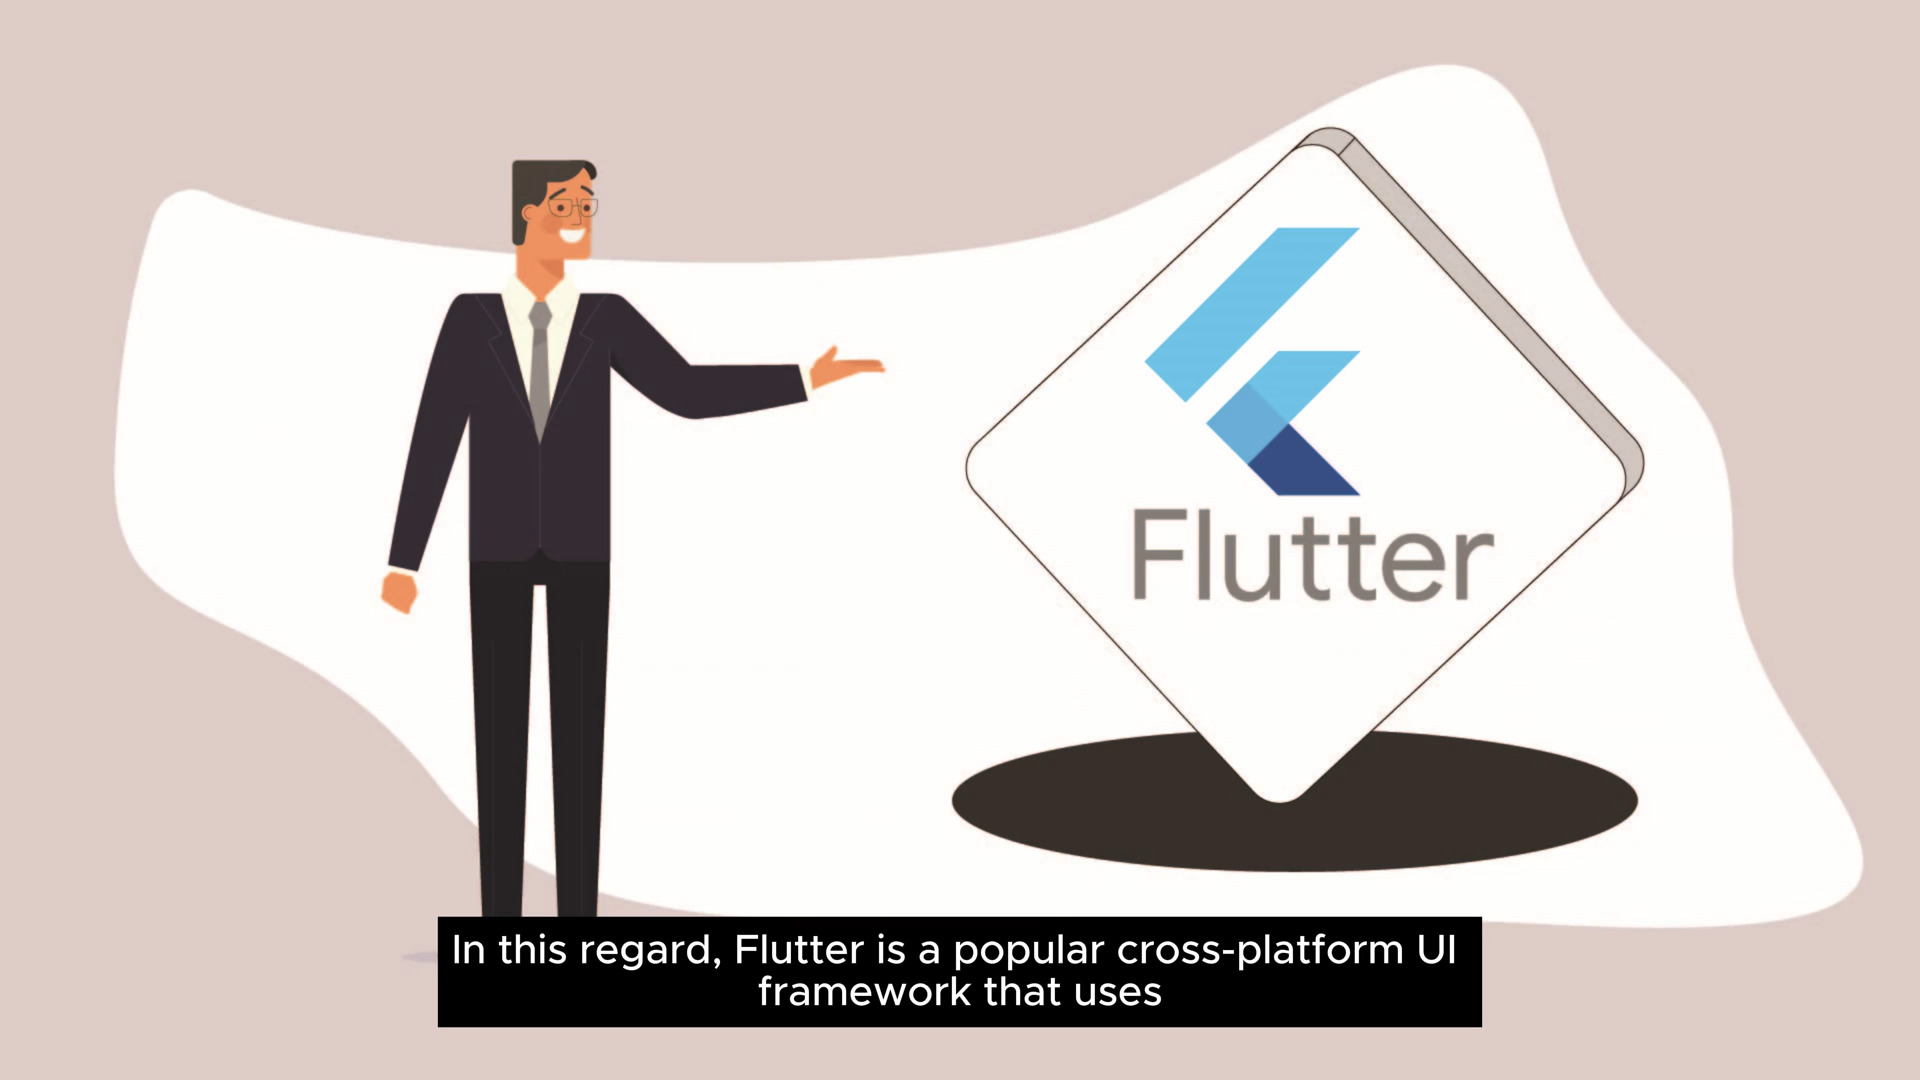 Flutter
In this regard, Flutter is a popular cross-platform UI
framework that uses